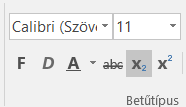 Calibri (Szöve 11
F D A abc x₂ x²
Betűtípus